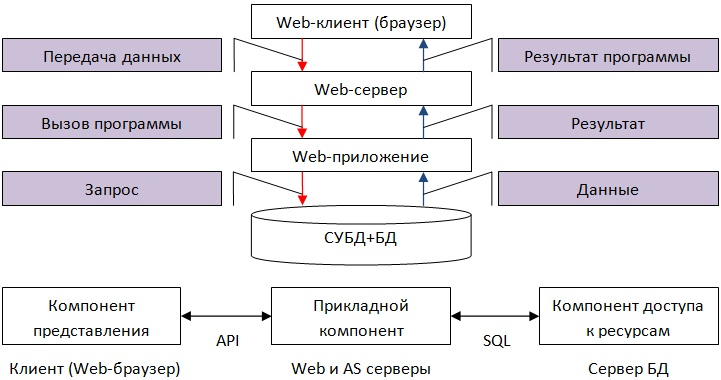 Web-клиент (браузер)
Передача данных
Результат программы
Web-сервер
Вызов программы
Результат
Web-приложение
Запрос
Данные
СУБД+БД
Компонент
представления
API
Прикладной
компонент
SQL
Компонент доступа
к ресурсам
Клиент (Web-браузер)
Web и AS серверы
Сервер БД